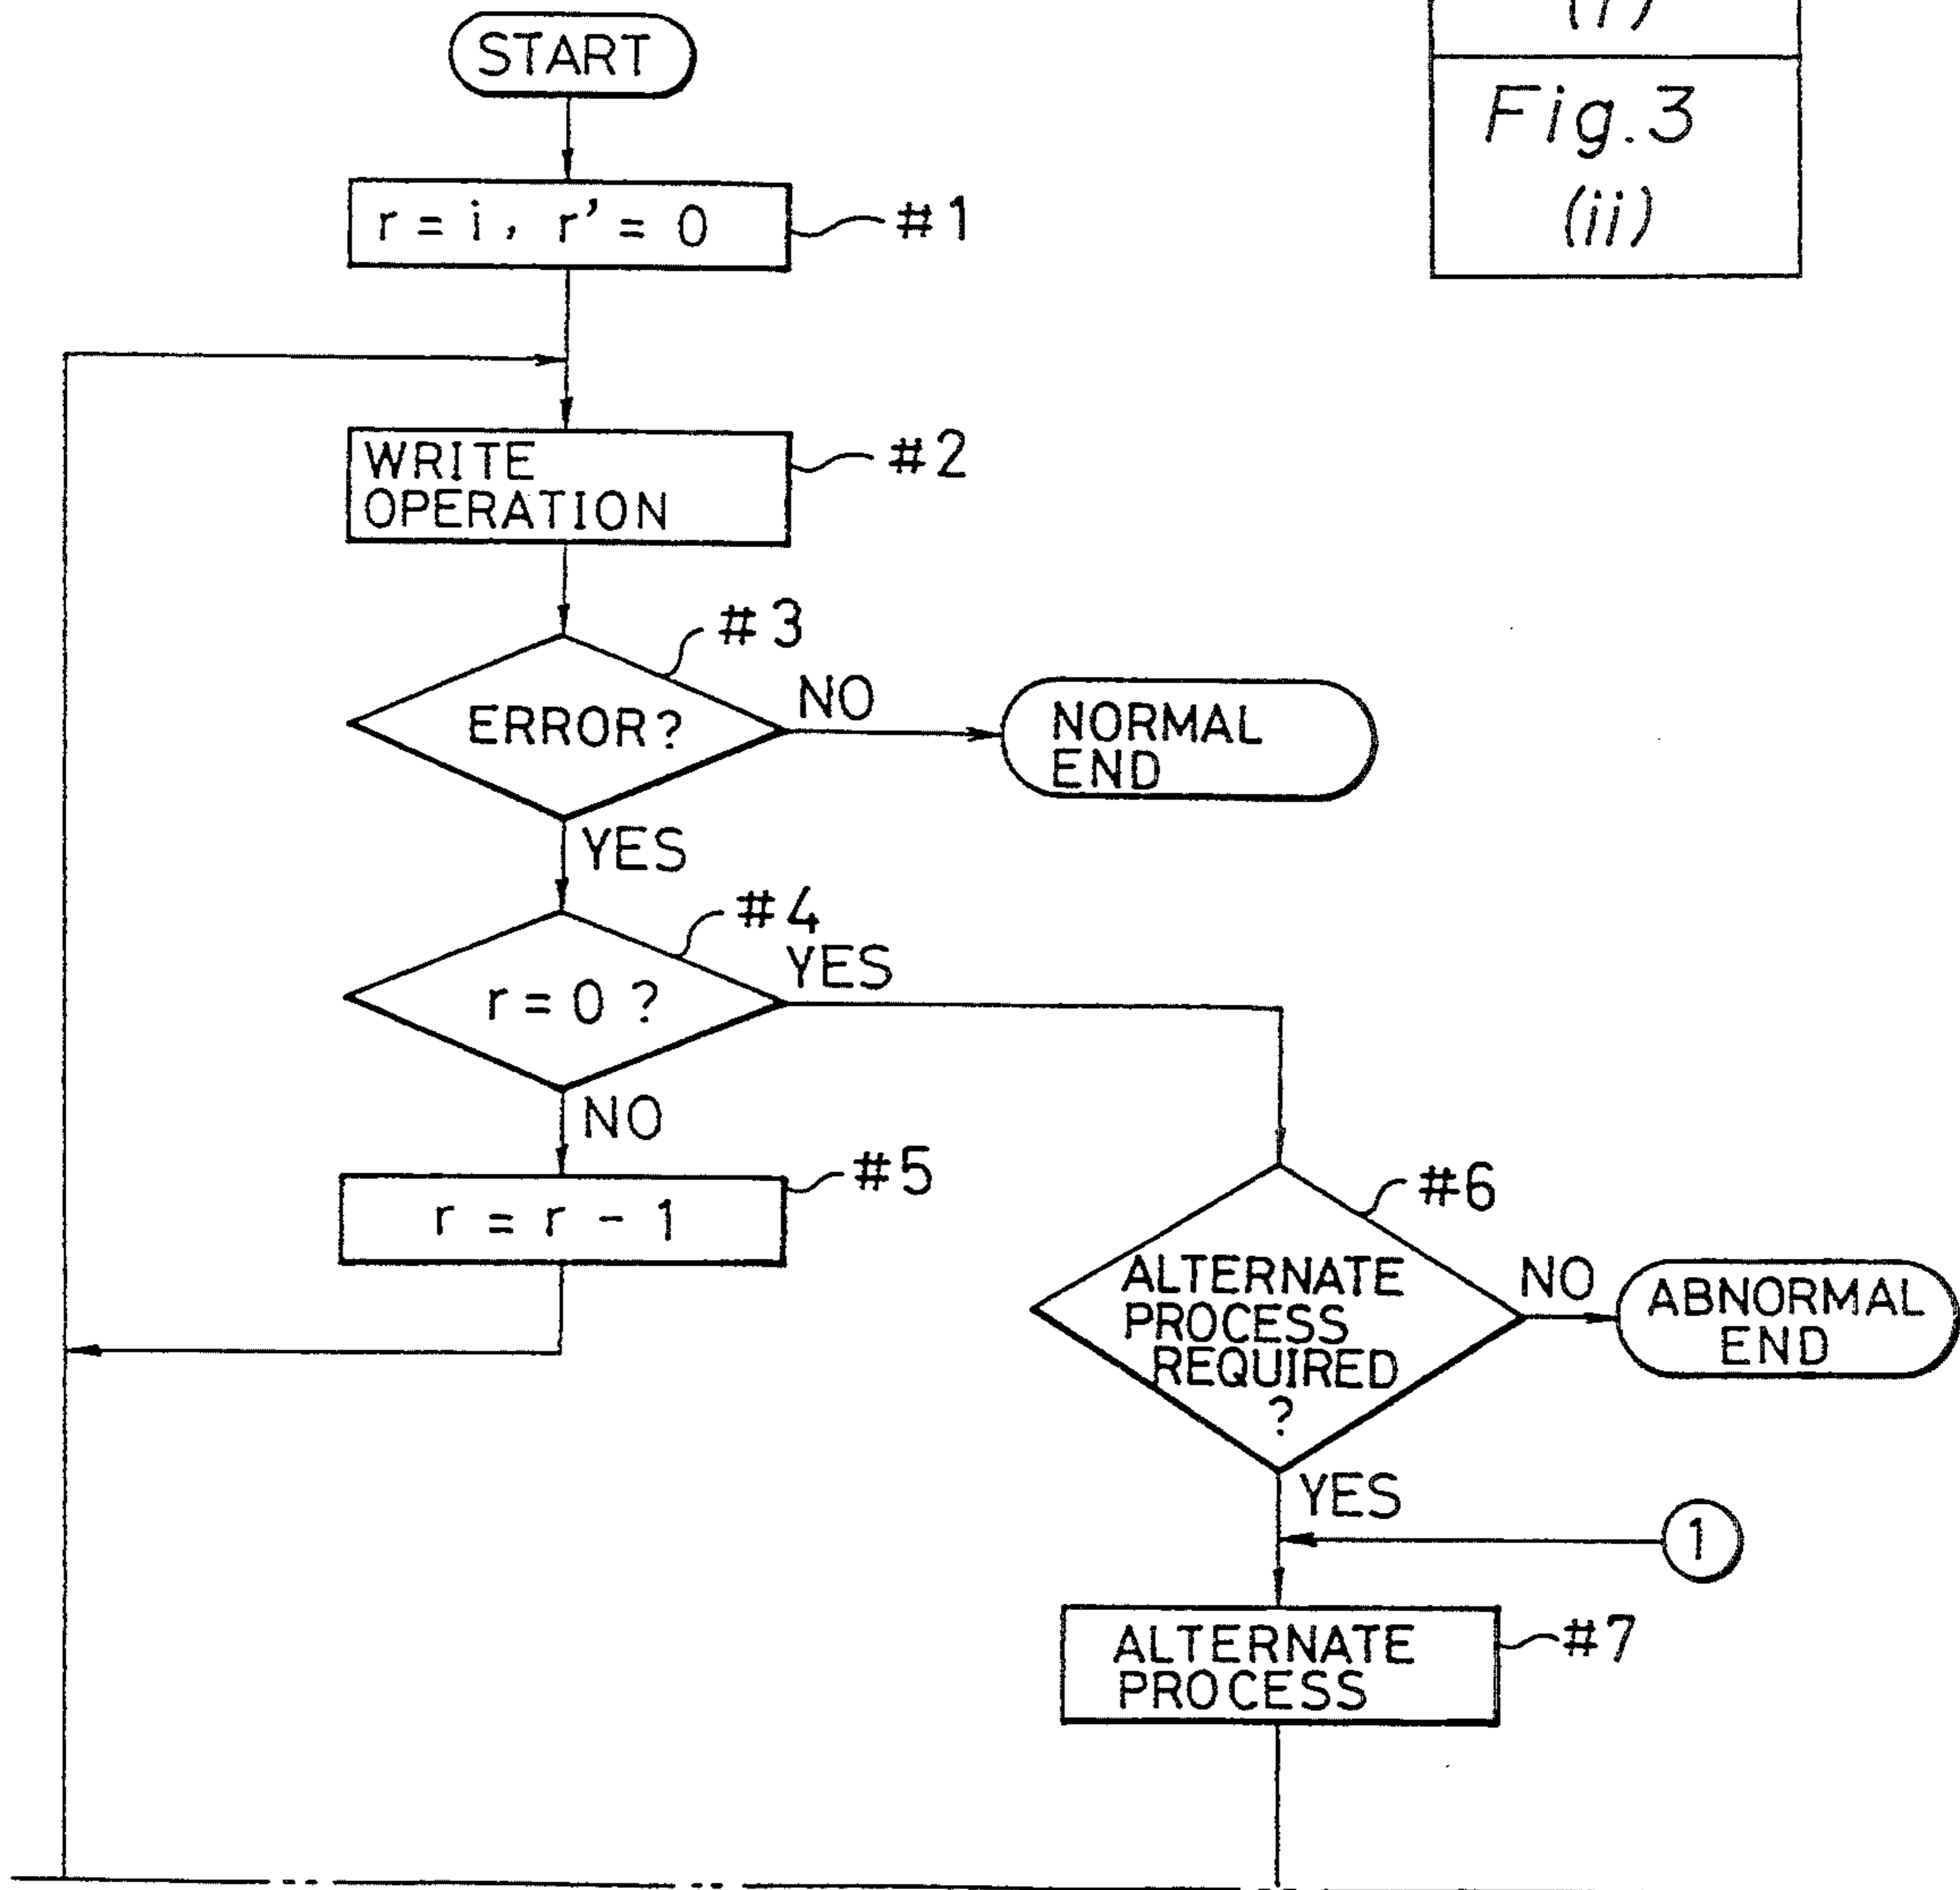 START
r = i, r' = 0
#1
Fig.3
(ii)
WRITE
OPERATION
#2
#3
ERROR?
NO
NORMAL
END
YES
#4
r = 0 ?
YES
NO
#5
r = r - 1
#6
ALTERNATE
PROCESS
REQUIRED
?
NO
ABNORMAL
END
YES
1
ALTERNATE
PROCESS
#7